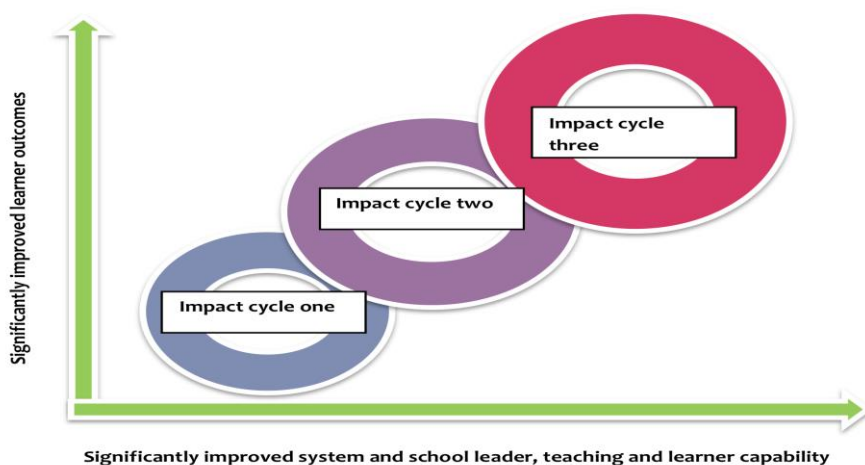 Significantly improved learner outcomes
Impact cycle
three
Impact cycle two
Impact cycle one
Significantly improved system and school leader, teaching and learner capability